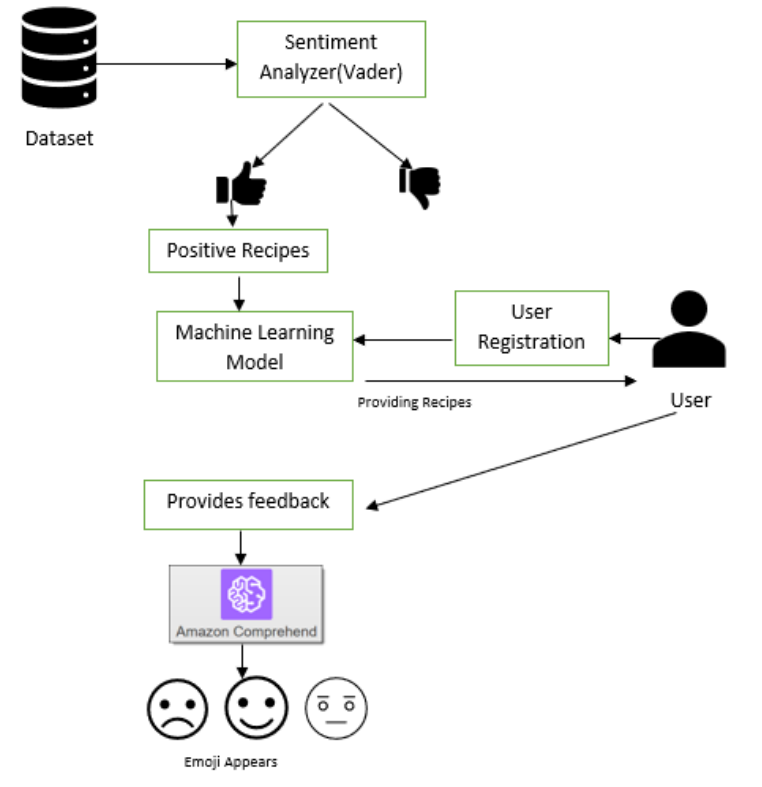 Sentiment
Analyzer(Vader)
Dataset
Positive Recipes
Machine Learning
Model
User
Registration
Providing Recipes
User
Provides feedback
Amazon Comprehend
Emoji Appears